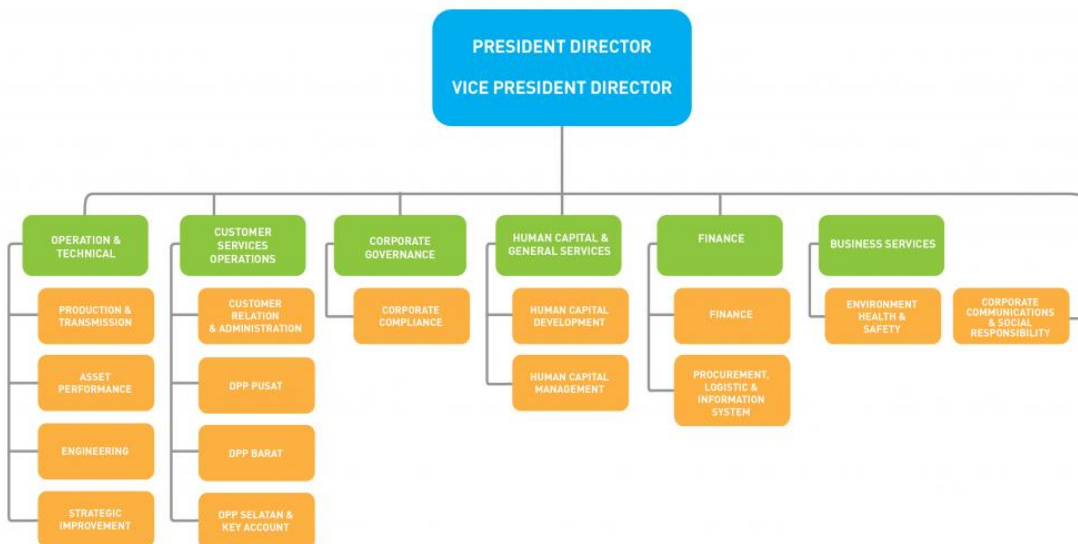 PRESIDENT DIRECTOR
VICE PRESIDENT DIRECTOR
OPERATION &
TECHNICAL
CUSTOMER
SERVICES
OPERATIONS
CORPORATE
GOVERNANCE
HUMAN CAPITAL &
GENERAL SERVICES
FINANCE
BUSINESS SERVICES
PRODUCTION &
TRANSMISSION
ASSET
PERFORMANCE
ENGINEERING
STRATEGIC
IMPROVEMENT
CUSTOMER
RELATION
& ADMINISTRATION
DPP PUSAT
DPP BARAT
DPP SELATAN &
KEY ACCOUNT
CORPORATE
COMPLIANCE
HUMAN CAPITAL
DEVELOPMENT
HUMAN CAPITAL
MANAGEMENT
FINANCE
PROCUREMENT,
LOGISTIC &
INFORMATION
SYSTEM
ENVIRONMENT
HEALTH &
SAFETY
CORPORATE
COMMUNICATIONS
& SOCIAL
RESPONSIBILITY